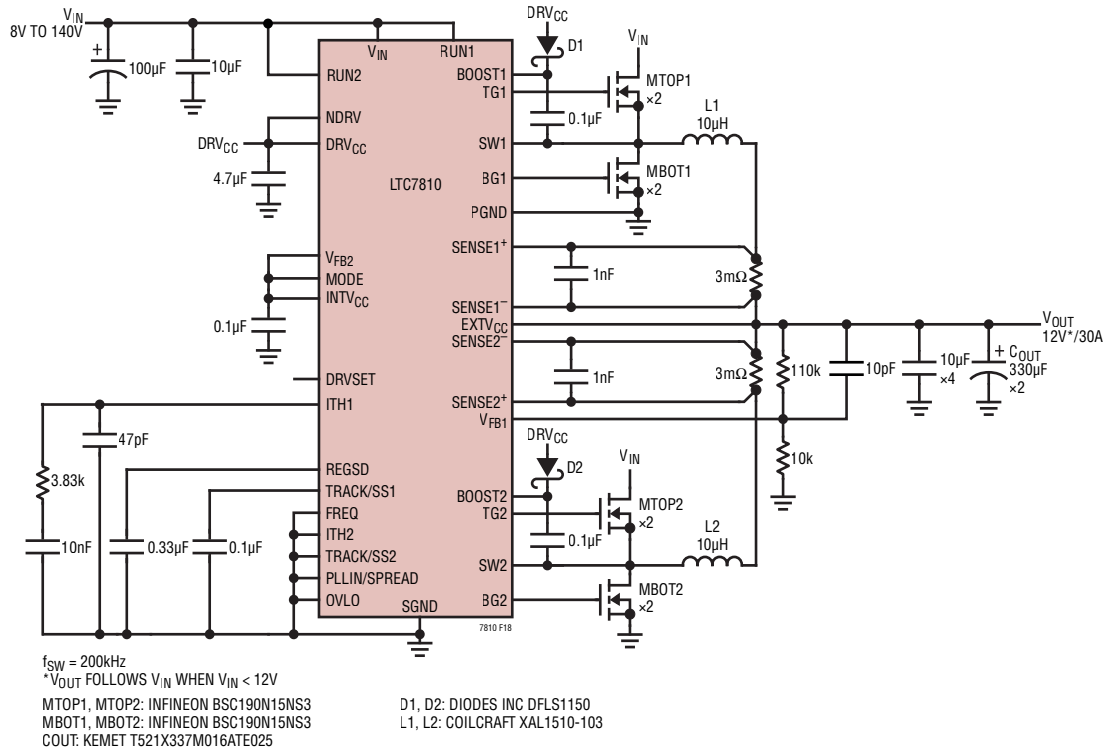 VIN
8V TO 140V
100µF
10µF
VIN
RUN1
RUN2
NDRV
DRVCC
DRVCC
4.7µF
LTC7810
VFB2
MODE
INTVCC
0.1µF
DRVSET
ITH1
47pF
3.83k
10nF
REGSD
TRACK/SS1
0.33µF
0.1µF
FREQ
ITH2
TRACK/SS2
PLLIN/SPREAD
OVLO
SGND
DRVCC
D1
BOOST1
TG1
0.1µF
SW1
BG1
PGND
VIN
MTOP1
×2
MBOT1
×2
L1
10µH
SENSE1+
1nF
3mΩ
SENSE1–
EXTVCC
SENSE2–
1nF
3mΩ
SENSE2+
VFB1
VOUT
12V*/30A
110k
10pF
10µF
×4
+ COUT
330µF
×2
10k
DRVCC
D2
BOOST2
TG2
0.1µF
SW2
BG2
VIN
MTOP2
×2
MBOT2
×2
L2
10µH
7810 F18
fSW = 200kHz
*VOUT FOLLOWS VIN WHEN VIN < 12V
MTOP1, MTOP2: INFINEON BSC190N15NS3
MBOT1, MBOT2: INFINEON BSC190N15NS3
COUT: KEMET T521X337M016ATE025
D1, D2: DIODES INC DFLS1150
L1, L2: COILCRAFT XAL1510-103